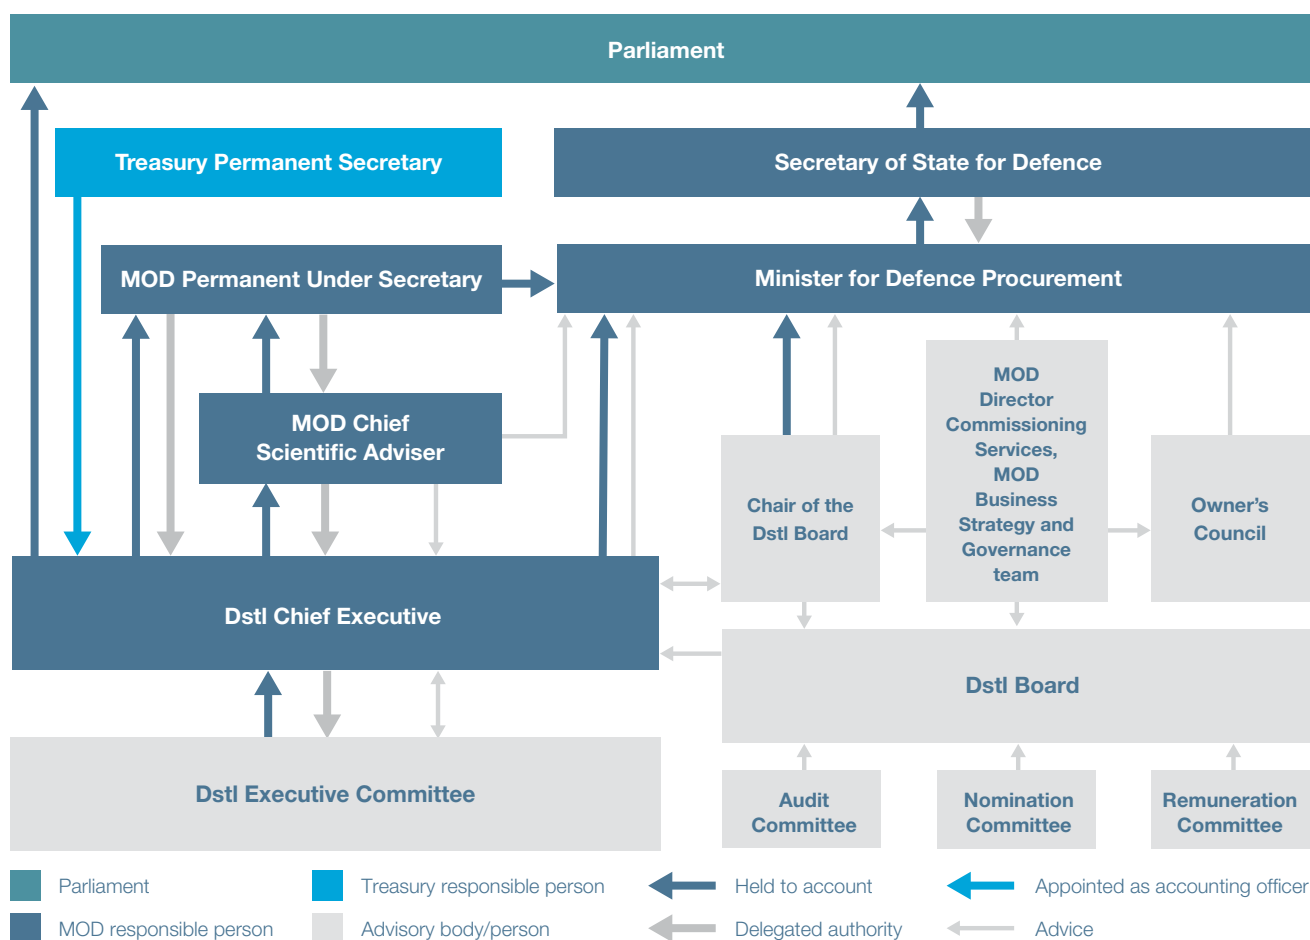 Parliament
Treasury Permanent Secretary
Secretary of State for Defence
MOD Permanent Under Secretary
Minister for Defence Procurement
MOD Chief
Scientific Adviser
MOD
Director
Commissioning
Services,
MOD
Business
Strategy and
Governance
team
Chair of the
Dstl Board
Owner's
Council
Dstl Chief Executive
Dstl Board
Dstl Executive Committee
Audit
Committee
Nomination
Committee
Remuneration
Committee
Parliament
Treasury responsible person
Held to account
Appointed as accounting officer
MOD responsible person
Advisory body/person
Delegated authority
Advice